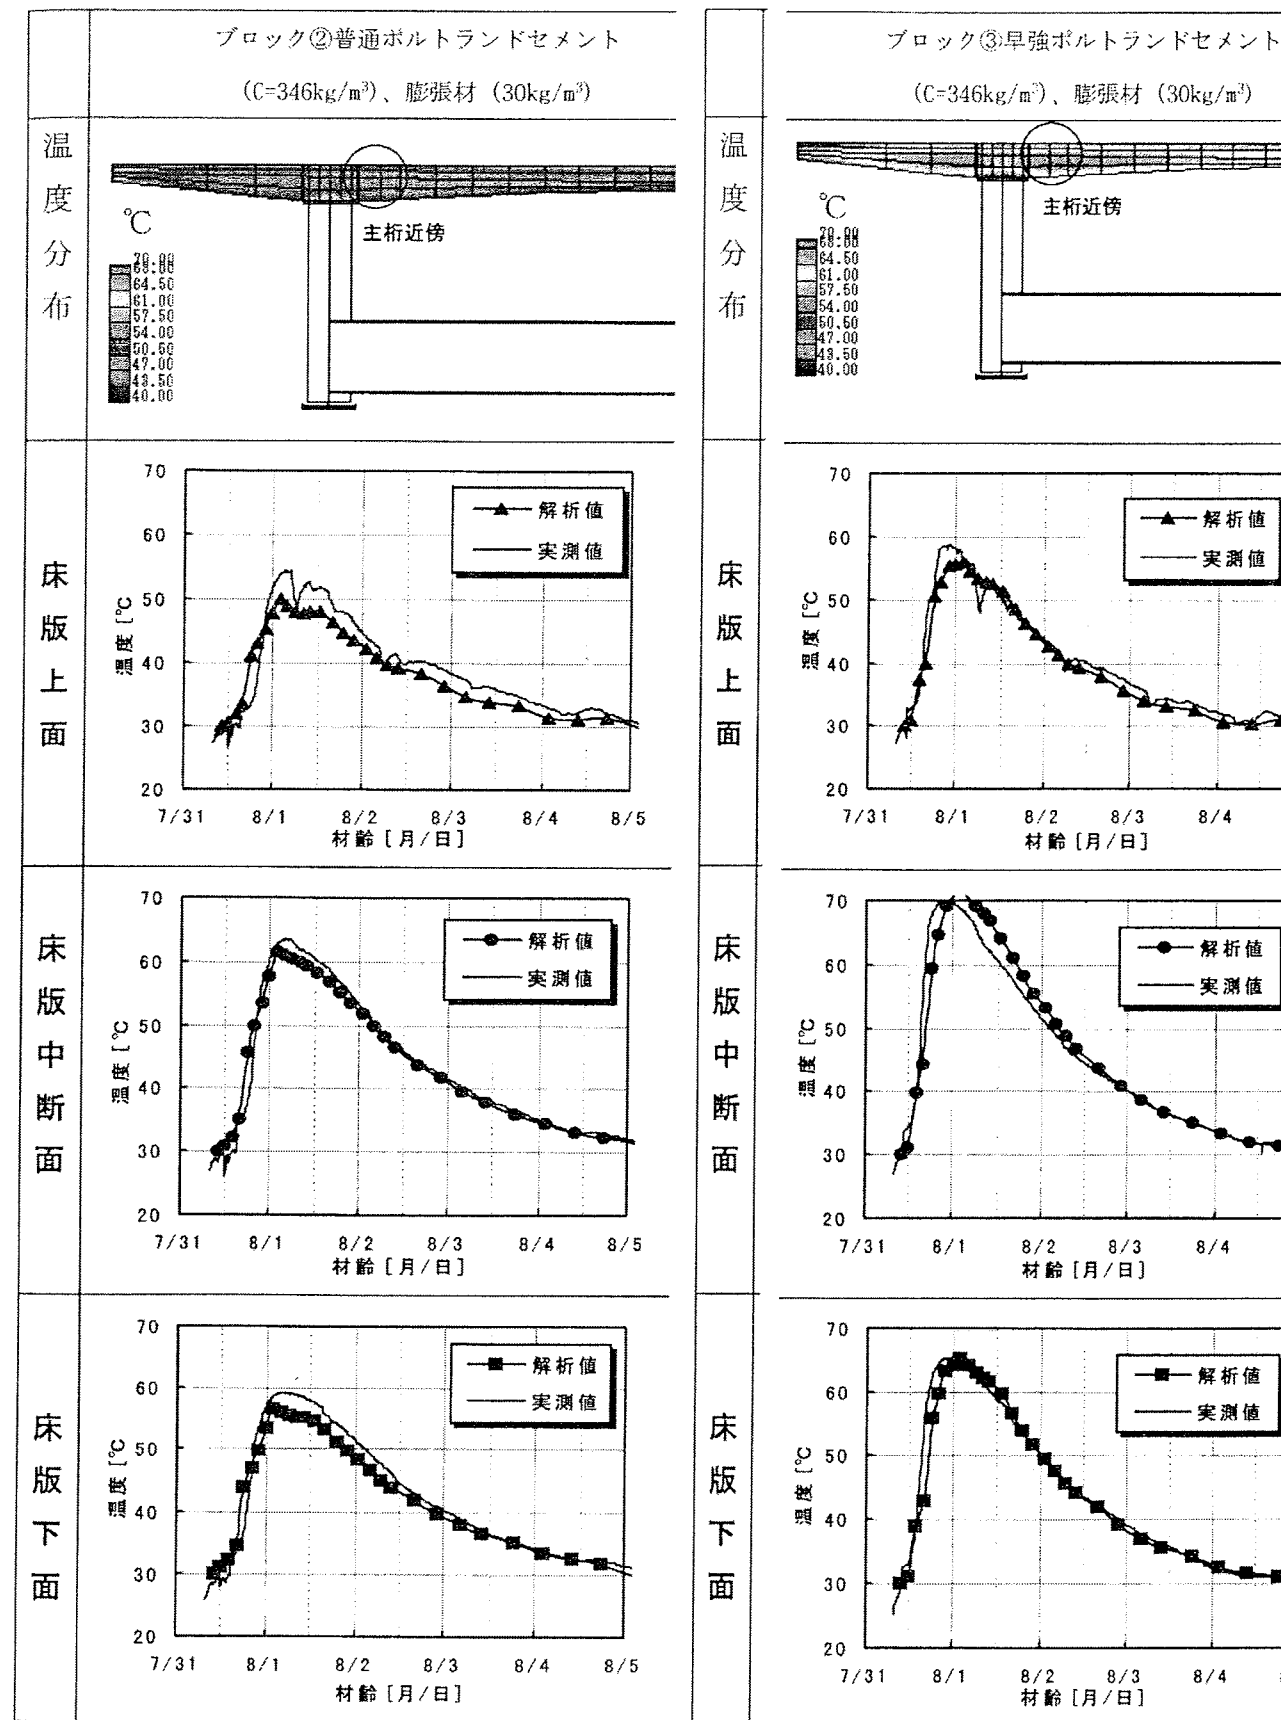 ブロック②普通ポルトランドセメント
(C=346kg/m³)、膨張材 (30kg/m³)
温度分布
℃
70.00
68.00
64.50
61.00
57.50
54.00
50.50
47.00
43.50
40.00
主桁近傍
床版上面
温度 [℃
70
60
50
40
30
20
解析値
実測値
7/31 8/1 8/2 8/3 8/4 8/5
材齢 [月/日]
床版中断面
温度 [℃
70
60
50
40
30
20
解析値
実測値
7/31 8/1 8/2 8/3 8/4 8/5
材齢 [月/日]
床版下面
温度 [℃
70
60
50
40
30
20
解析値
実測値
7/31 8/1 8/2 8/3 8/4 8/5
材齢 [月/日]
ブロック③早強ポルトランドセメント
(C=346kg/m³)、膨張材 (30kg/m³)
温度分布
℃
70.00
68.00
64.50
61.00
57.50
54.00
50.50
47.00
43.50
40.00
主桁近傍
床版上面
温度 [℃
70
60
50
40
30
20
解析値
実測値
7/31 8/1 8/2 8/3 8/4
材齢 [月/日]
床版中断面
温度 [℃
70
60
50
40
30
20
解析値
実測値
7/31 8/1 8/2 8/3 8/4
材齢 [月/日]
床版下面
温度 [℃
70
60
50
40
30
20
解析値
実測値
7/31 8/1 8/2 8/3 8/4
材齢 [月/日]